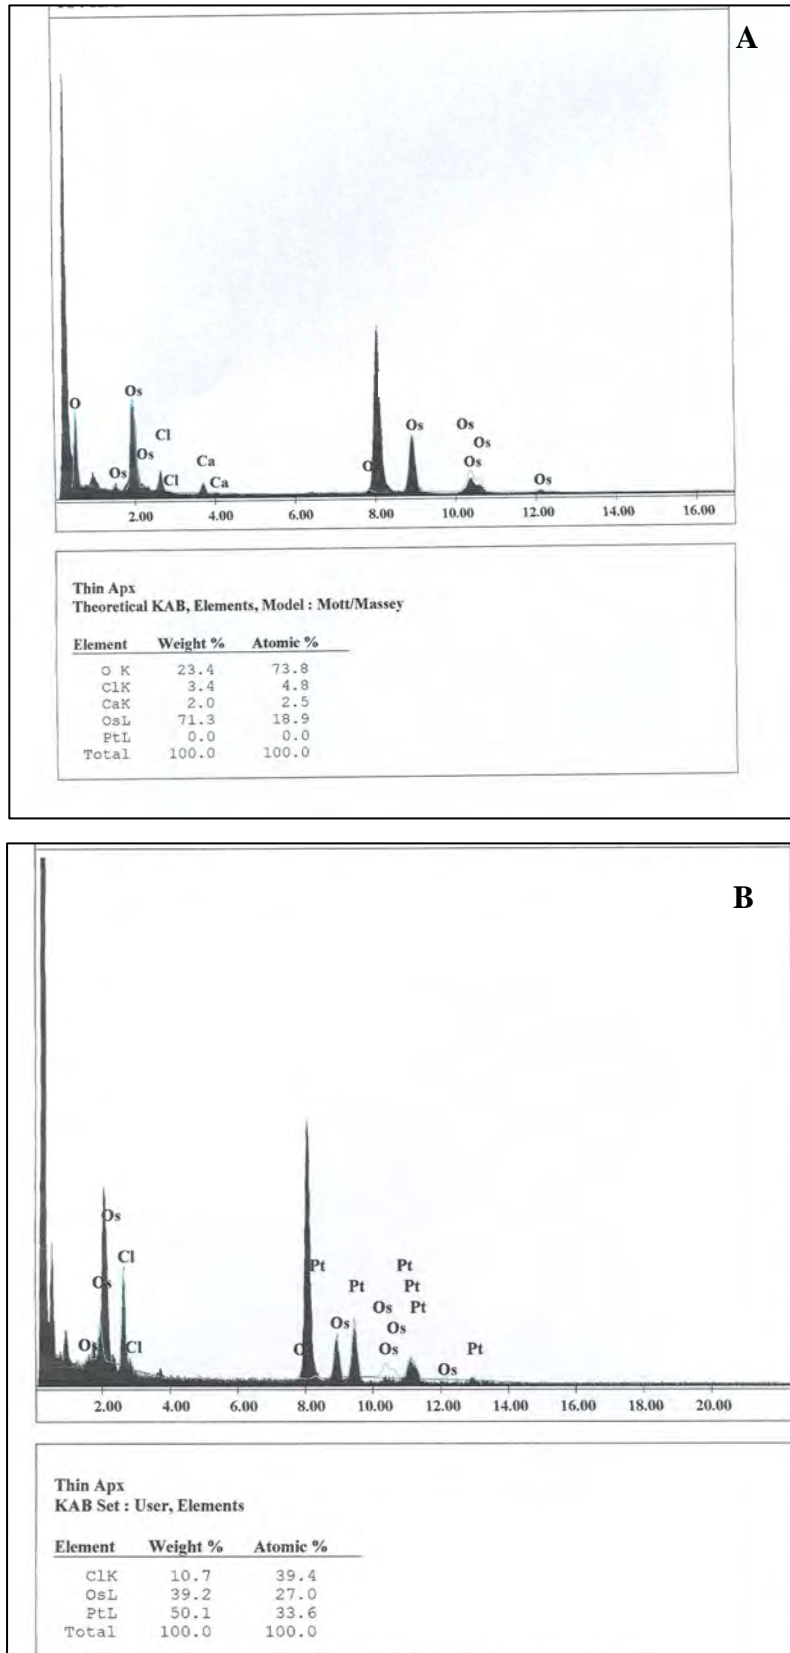 A
O
Os
Os
Os
Cl
Cl
Ca
Ca
Os
Os
Os
Os
Os
2.00 4.00 6.00 8.00 10.00 12.00 14.00 16.00
Thin Apx
Theoretical KAB, Elements, Model : Mott/Massey
Element Weight % Atomic %
O K 23.4 73.8
ClK 3.4 4.8
CaK 2.0 2.5
OsL 71.3 18.9
PtL 0.0 0.0
Total 100.0 100.0
B
Os
Cl
Os
Os
Cl
Pt Pt
Pt Pt
Os Pt
Os Os
Os Pt
Os
2.00 4.00 6.00 8.00 10.00 12.00 14.00 16.00 18.00 20.00
Thin Apx
KAB Set : User, Elements
Element Weight % Atomic %
ClK 10.7 39.4
OsL 39.2 27.0
PtL 50.1 33.6
Total 100.0 100.0